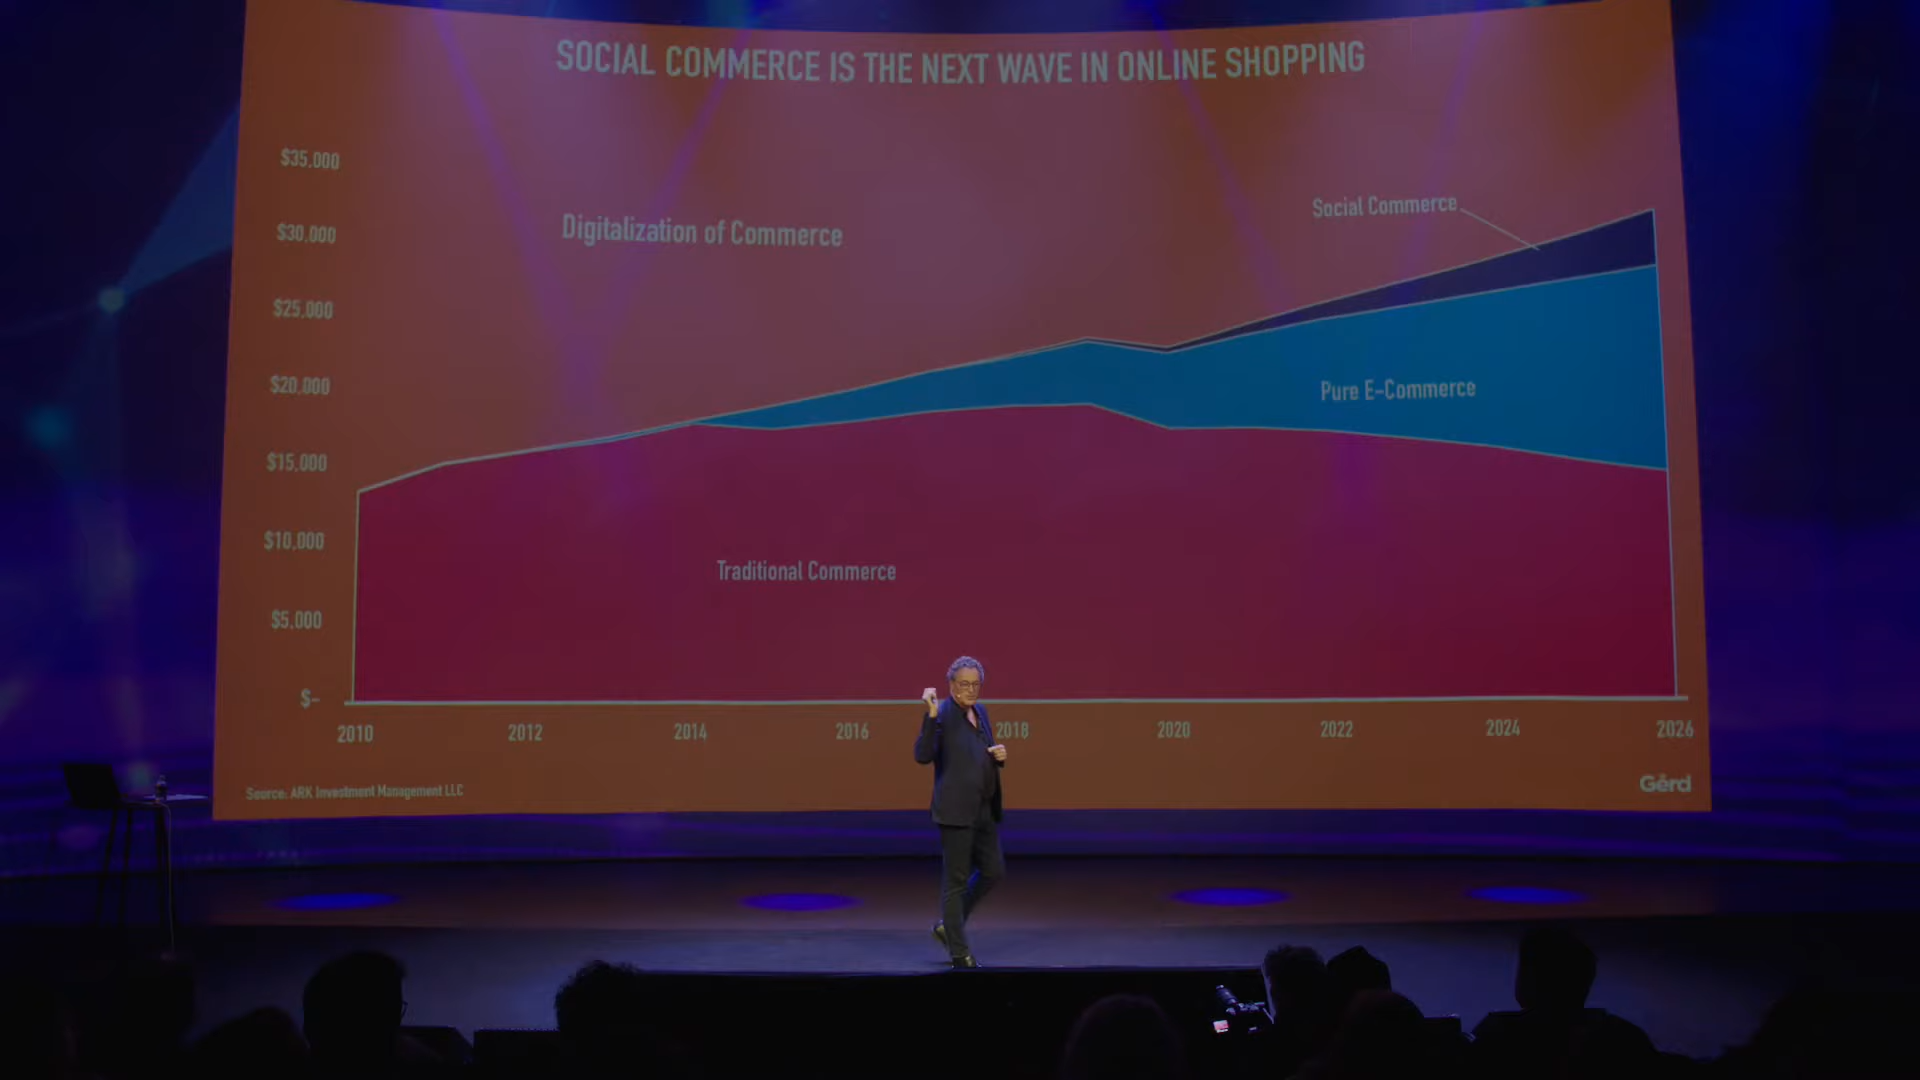 SOCIAL COMMERCE IS THE NEXT WAVE IN ONLINE SHOPPING
$35,000
Social Commerce
Digitalization of Commerce
$30,000
$25,000
$20,000
Pure E-Commerce
$15,000
$10,000
Traditional Commerce
$5,000
$-
2010 2012 2014 2016 2018 2020 2022 2024 2026
Source: ARK Investment Management LLC
Gerd